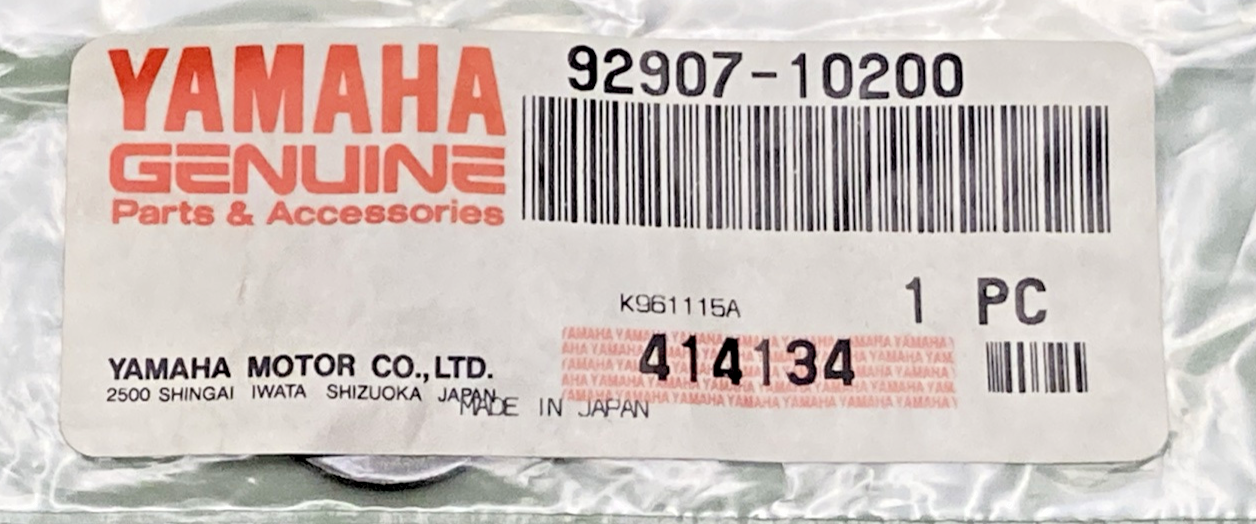 YAMAHA
GENUINE
Parts & Accessories
92907-10200
K961115A
1 PC
414134
YAMAHA MOTOR CO., LTD.
2500 SHINGAI IWATA SHIZUOKA JAPAN
MADE IN JAPAN